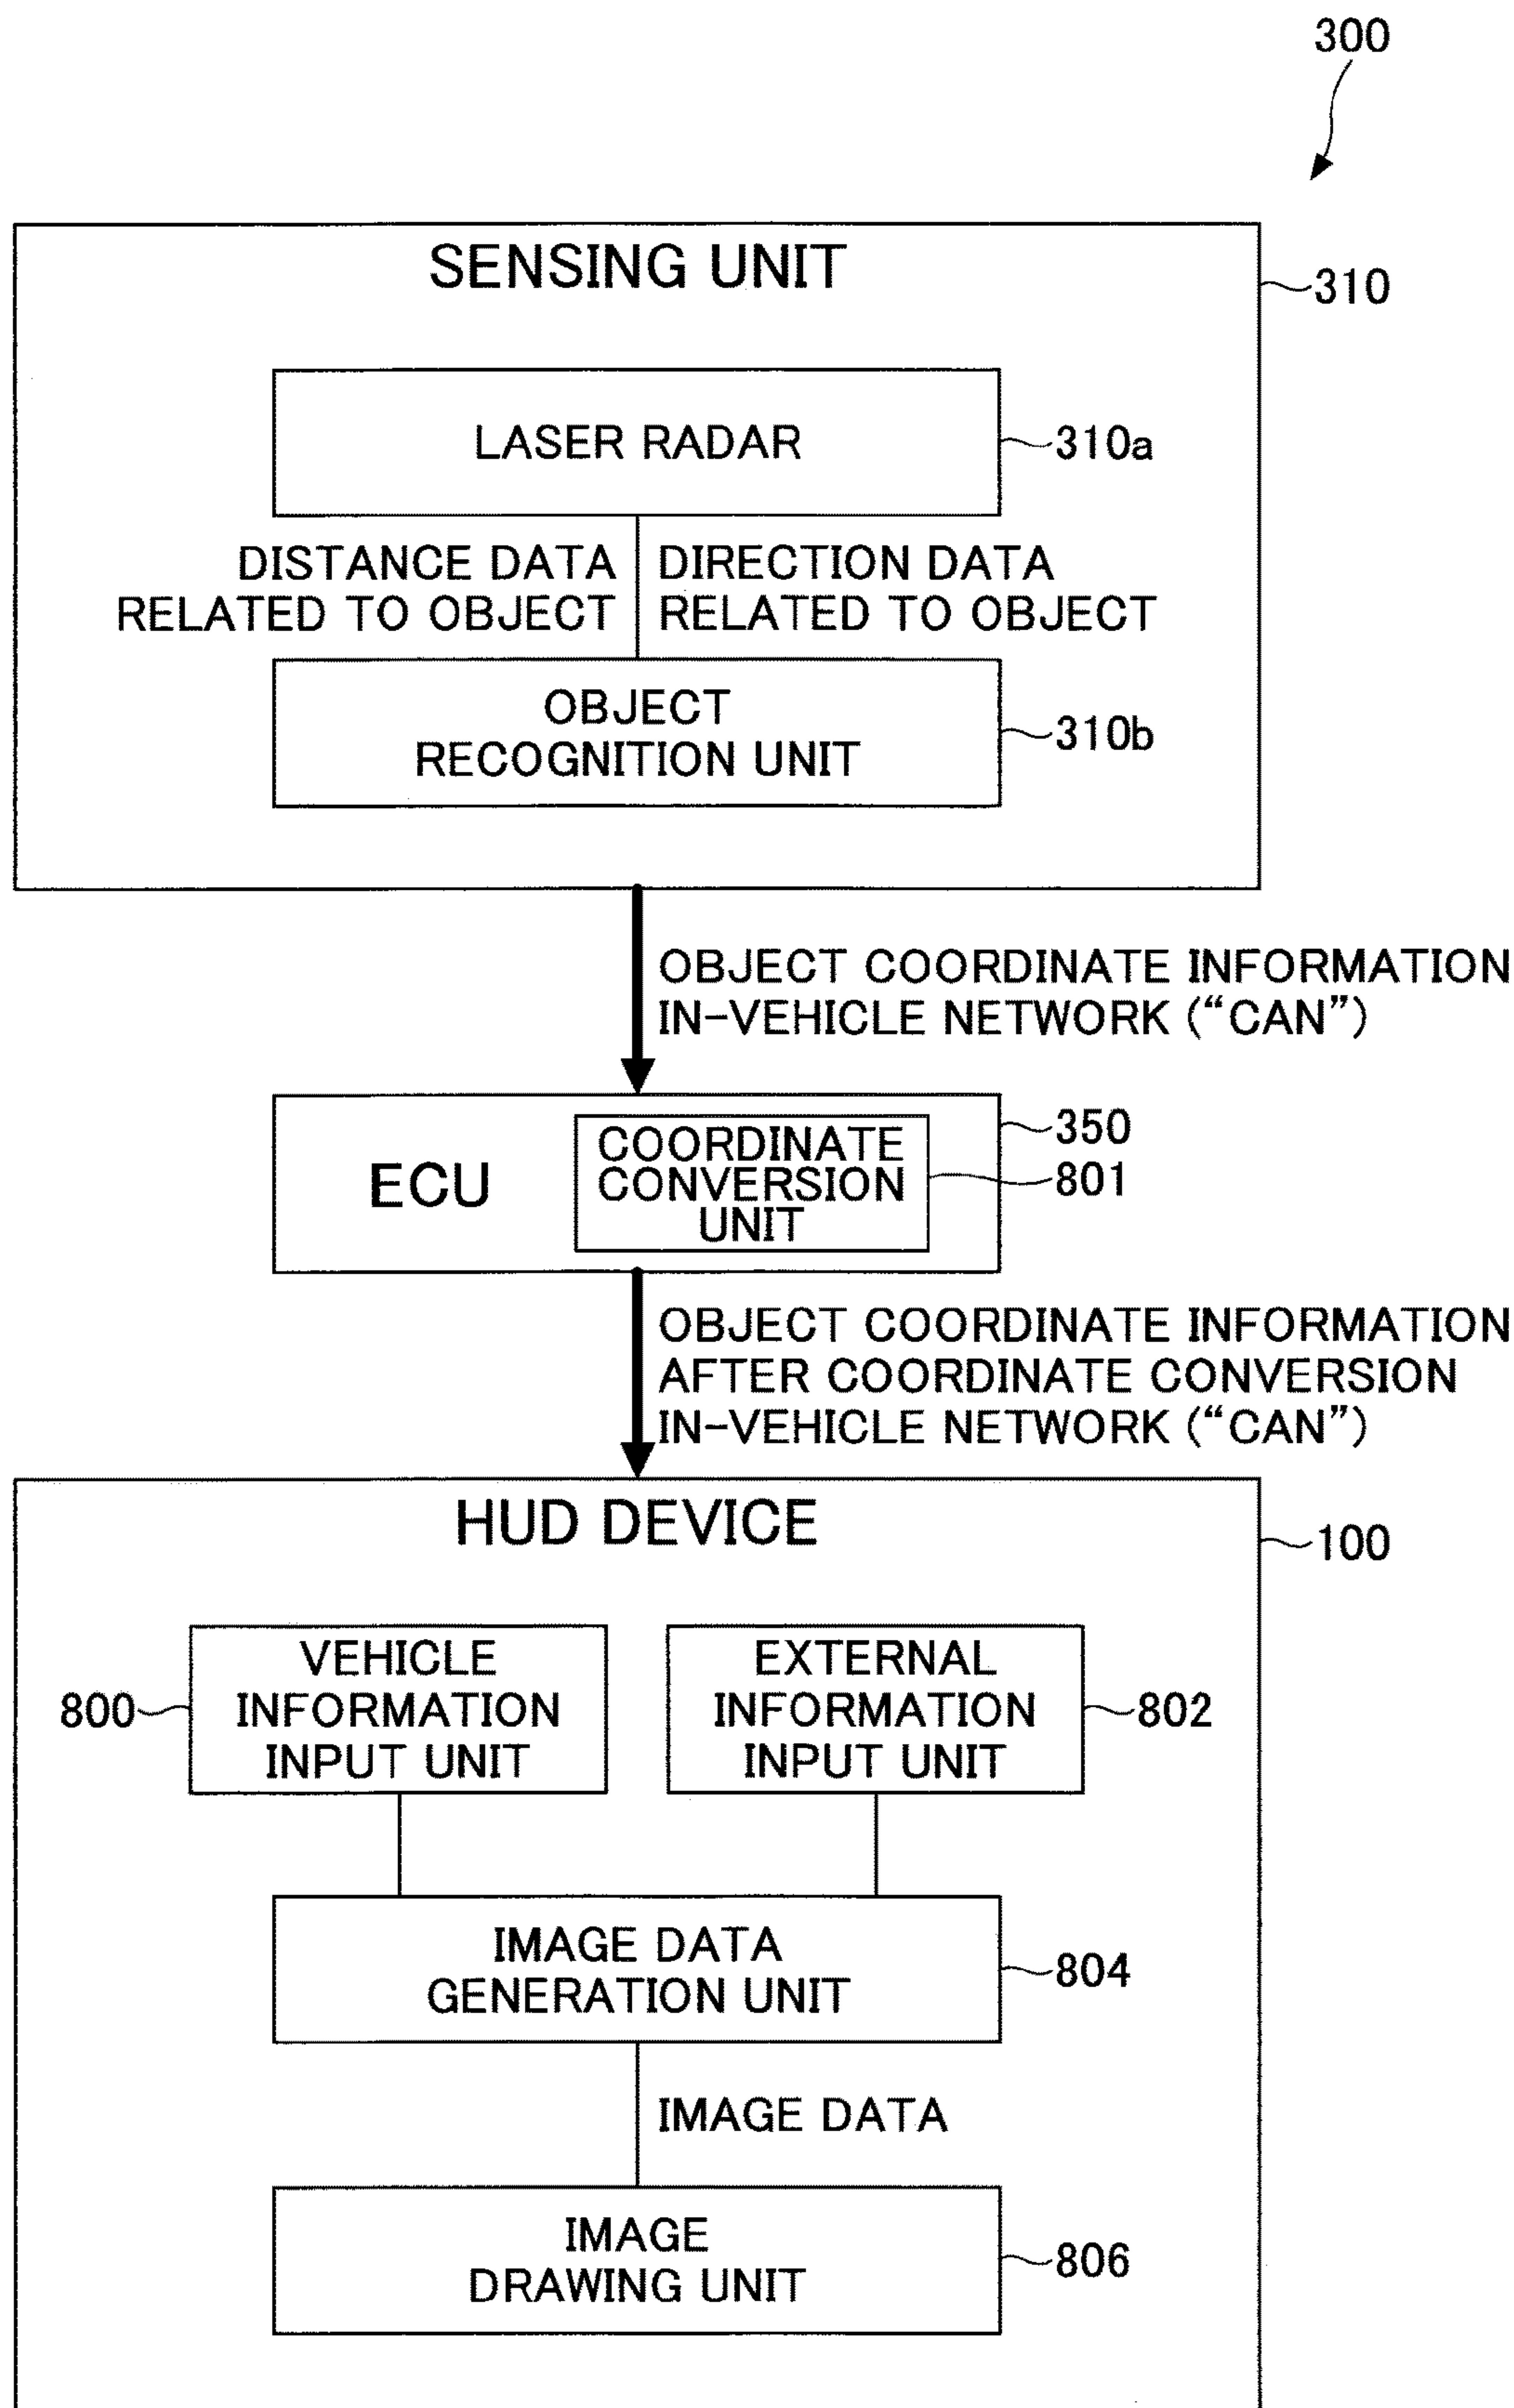 300
SENSING UNIT
310
LASER RADAR
310a
DISTANCE DATA
RELATED TO OBJECT
DIRECTION DATA
RELATED TO OBJECT
OBJECT
RECOGNITION UNIT
310b
OBJECT COORDINATE INFORMATION
IN-VEHICLE NETWORK (“CAN”)
ECU
COORDINATE
CONVERSION
UNIT
350
801
OBJECT COORDINATE INFORMATION
AFTER COORDINATE CONVERSION
IN-VEHICLE NETWORK (“CAN”)
HUD DEVICE
100
800
VEHICLE
INFORMATION
INPUT UNIT
EXTERNAL
INFORMATION
INPUT UNIT
802
IMAGE DATA
GENERATION UNIT
804
IMAGE DATA
IMAGE
DRAWING UNIT
806